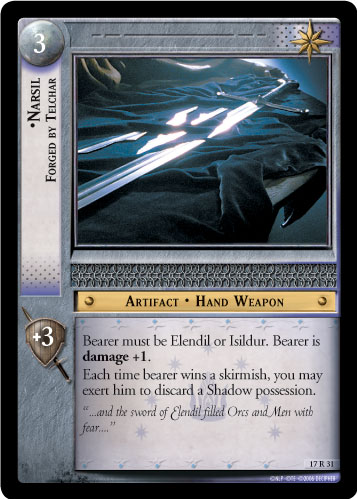 3
•NARSIL
FORGED BY TELCHAR
ARTIFACT • HAND WEAPON
+3
Bearer must be Elendil or Isildur. Bearer is
damage +1.
Each time bearer wins a skirmish, you may
exert him to discard a Shadow possession.
“...and the sword of Elendil filled Orcs and Men with
fear....”
17 R 31